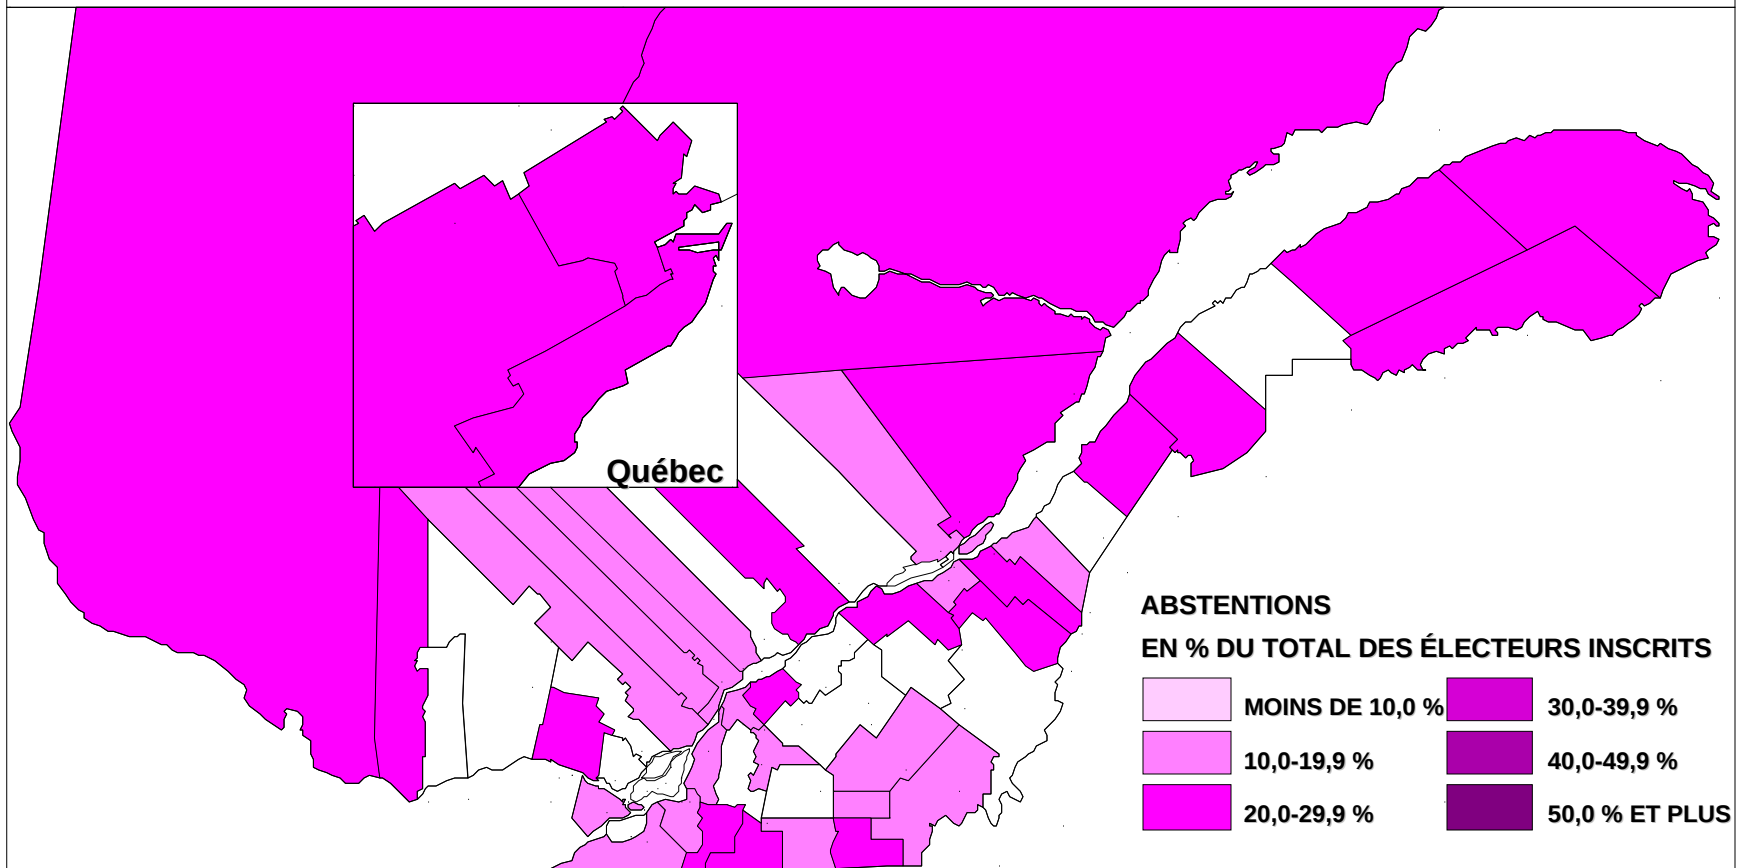 Québec
ABSTENTIONS
EN % DU TOTAL DES ÉLECTEURS INSCRITS
MOINS DE 10,0 %
30,0-39,9 %
10,0-19,9 %
40,0-49,9 %
20,0-29,9 %
50,0 % ET PLUS